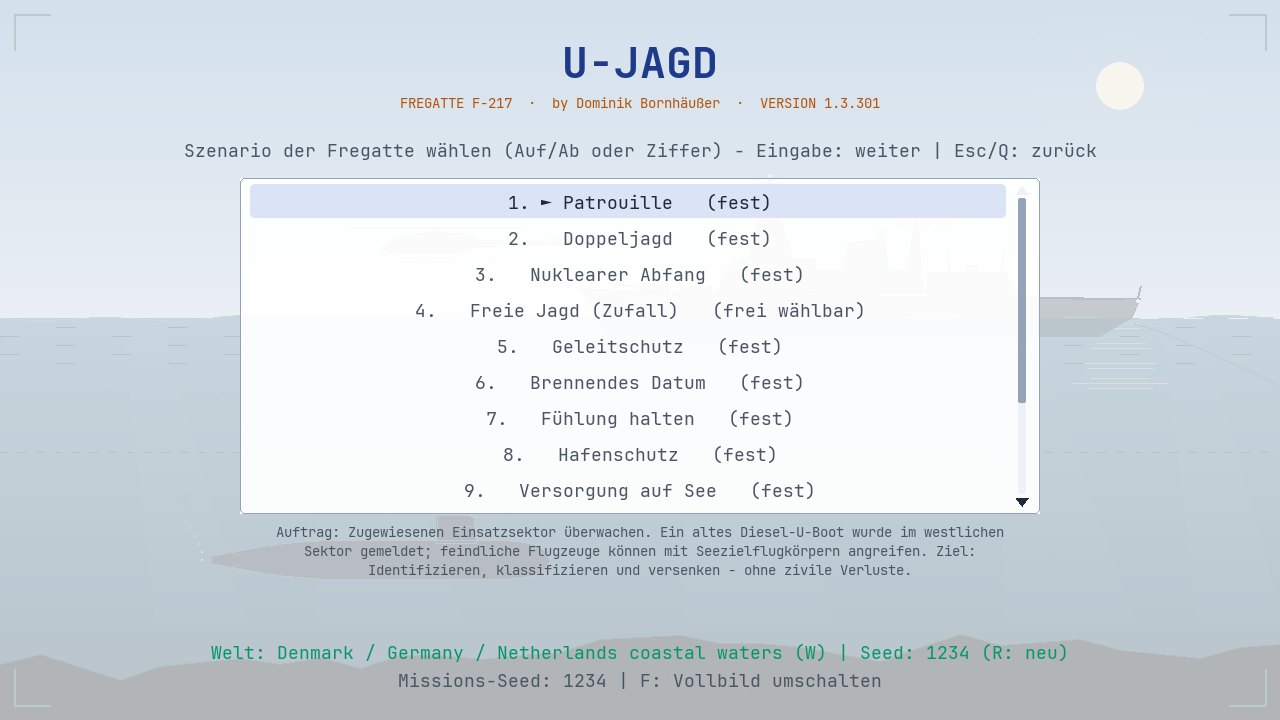 U-JAGD
FREGATTE F-217 · by Dominik Bornhäußer · VERSION 1.3.301
Szenario der Fregatte wählen (Auf/Ab oder Ziffer) - Eingabe: weiter | Esc/Q: zurück
1. ► Patrouille (fest)
2. Doppeljagd (fest)
3. Nuklearer Abfang (fest)
4. Freie Jagd (Zufall) (frei wählbar)
5. Geleitschutz (fest)
6. Brennendes Datum (fest)
7. Fühlung halten (fest)
8. Hafenschutz (fest)
9. Versorgung auf See (fest)
Auftrag: Zugewiesenen Einsatzsektor überwachen. Ein altes Diesel-U-Boot wurde im westlichen
Sektor gemeldet; feindliche Flugzeuge können mit Seezielflugkörpern angreifen. Ziel:
Identifizieren, klassifizieren und versenken - ohne zivile Verluste.
Welt: Denmark / Germany / Netherlands coastal waters (W) | Seed: 1234 (R: neu)
Missions-Seed: 1234 | F: Vollbild umschalten